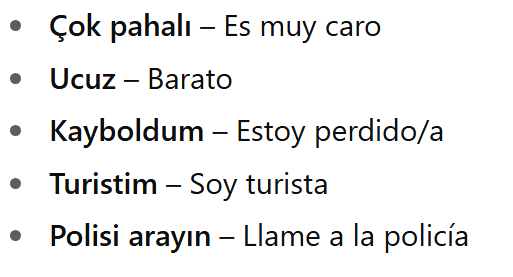 • Çok pahalı – Es muy caro
• Ucuz – Barato
• Kayboldum – Estoy perdido/a
• Turistim – Soy turista
• Polisi arayın – Llame a la policía